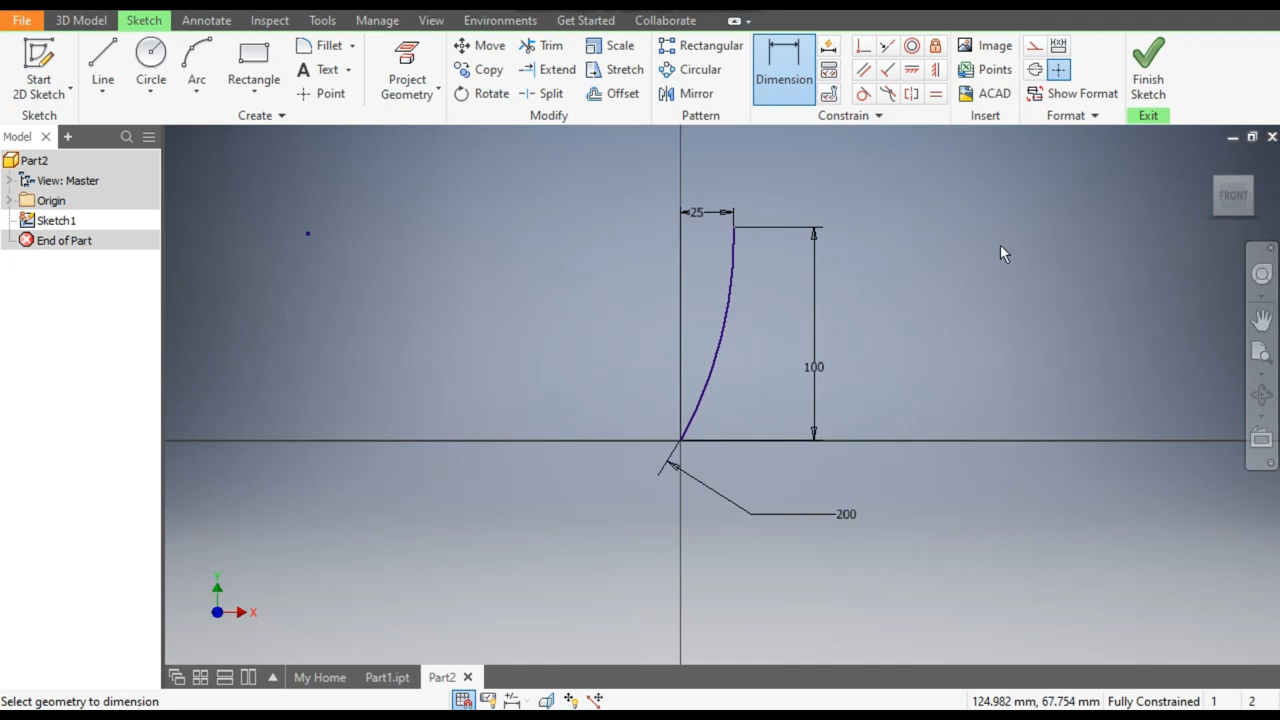 File 3D Model Sketch Annotate Inspect Tools Manage View Environments Get Started Collaborate
Start
2D Sketch
Sketch
Line
Circle
Arc
Rectangle
Fillet
Text
Point
Create
Project
Geometry
Move Trim Scale
Copy Extend Stretch
Rotate Split Offset
Modify
Rectangular
Circular
Mirror
Pattern
Dimension
Constrain
Image
Points
ACAD
Insert
Show Format
Format
Finish
Sketch
Exit
Model
Part2
View: Master
Origin
Sketch1
End of Part
FRONT
25
100
200
Y
X
My Home Part1.ipt Part2
Select geometry to dimension
124.982 mm, 67.754 mm Fully Constrained 1 2